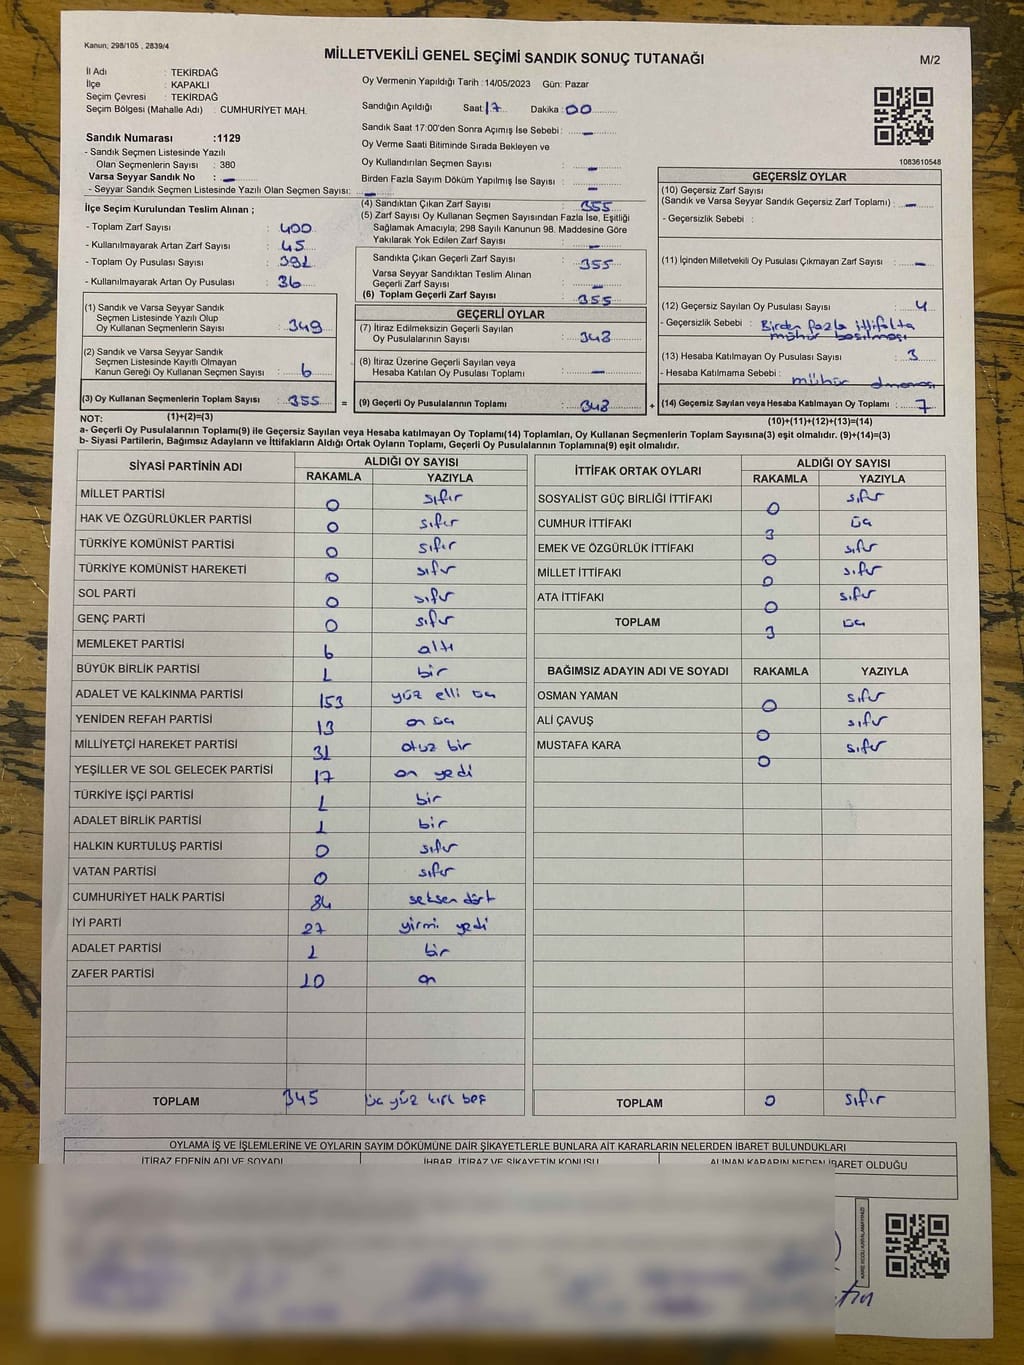 Kanun; 298/105 , 2839/4
MİLLETVEKİLİ GENEL SEÇİMİ SANDIK SONUÇ TUTANAĞI
M/2
İl Adı : TEKİRDAĞ
İlçe : KAPAKLI
Seçim Çevresi : TEKİRDAĞ
Seçim Bölgesi (Mahalle Adı) : CUMHURİYET MAH.
Sandık Numarası :1129
- Sandık Seçmen Listesinde Yazılı
Olan Seçmenlerin Sayısı : 380
Varsa Seyyar Sandık No : -
- Seyyar Sandık Seçmen Listesinde Yazılı Olan Seçmen Sayısı: -
İlçe Seçim Kurulundan Teslim Alınan ;
- Toplam Zarf Sayısı : 400
- Kullanılmayarak Artan Zarf Sayısı : 45
- Toplam Oy Pusulası Sayısı : 391
- Kullanılmayarak Artan Oy Pusulası : 36
(1) Sandık ve Varsa Seyyar Sandık
Seçmen Listesinde Yazılı Olup
Oy Kullanan Seçmenlerin Sayısı : 349
(2) Sandık ve Varsa Seyyar Sandık
Seçmen Listesinde Kayıtlı Olmayan
Kanun Gereği Oy Kullanan Seçmen Sayısı : 6
(3) Oy Kullanan Seçmenlerin Toplam Sayısı : 355 =
Oy Vermenin Yapıldığı Tarih : 14/05/2023 Gün: Pazar
Sandığın Açıldığı Saat: 17 Dakika : 00
Sandık Saat 17:00'den Sonra Açımış İse Sebebi : -
Oy Verme Saati Bitiminde Sırada Bekleyen ve
Oy Kullandırılan Seçmen Sayısı : -
Birden Fazla Sayım Döküm Yapılmış İse Sayısı : -
(4) Sandıktan Çıkan Zarf Sayısı : 355
(5) Zarf Sayısı Oy Kullanan Seçmen Sayısından Fazla İse, Eşitliği
Sağlamak Amacıyla; 298 Sayılı Kanunun 98. Maddesine Göre
Yakılarak Yok Edilen Zarf Sayısı : -
Sandıkta Çıkan Geçerli Zarf Sayısı : 355
Varsa Seyyar Sandıktan Teslim Alınan
Geçerli Zarf Sayısı : -
(6) Toplam Geçerli Zarf Sayısı : 355
GEÇERLİ OYLAR
(7) İtiraz Edilmeksizin Geçerli Sayılan
Oy Pusulalarının Sayısı : 348
(8) İtiraz Üzerine Geçerli Sayılan veya
Hesaba Katılan Oy Pusulası Toplamı : -
(9) Geçerli Oy Pusulalarının Toplamı : 348 +
1083610548
GEÇERSİZ OYLAR
(10) Geçersiz Zarf Sayısı
(Sandık ve Varsa Seyyar Sandık Geçersiz Zarf Toplamı) : -
- Geçersizlik Sebebi :
(11) İçinden Milletvekili Oy Pusulası Çıkmayan Zarf Sayısı : -
(12) Geçersiz Sayılan Oy Pusulası Sayısı : 4
- Geçersizlik Sebebi : Birden fazla ittifakta
mühür basılması
(13) Hesaba Katılmayan Oy Pusulası Sayısı : 3
- Hesaba Katılmama Sebebi : mühür
(14) Geçersiz Sayılan veya Hesaba Katılmayan Oy Toplamı : 7
NOT: (1)+(2)=(3) (10)+(11)+(12)+(13)=(14)
a- Geçerli Oy Pusulalarının Toplamı(9) ile Geçersiz Sayılan veya Hesaba katılmayan Oy Toplamı(14) Toplamları, Oy Kullanan Seçmenlerin Toplam Sayısına(3) eşit olmalıdır. (9)+(14)=(3)
b- Siyasi Partilerin, Bağımsız Adayların ve İttifakların Aldığı Ortak Oyların Toplamı, Geçerli Oy Pusulalarının Toplamına(9) eşit olmalıdır.
SİYASİ PARTİNİN ADI ALDIĞI OY SAYISI
RAKAMLA YAZIYLA
MİLLET PARTİSİ 0 sıfır
HAK VE ÖZGÜRLÜKLER PARTİSİ 0 sıfır
TÜRKİYE KOMÜNİST PARTİSİ 0 sıfır
TÜRKİYE KOMÜNİST HAREKETİ 0 sıfır
SOL PARTİ 0 sıfır
GENÇ PARTİ 0 sıfır
MEMLEKET PARTİSİ 6 altı
BÜYÜK BİRLİK PARTİSİ 1 bir
ADALET VE KALKINMA PARTİSİ 153 yüz elli üç
YENİDEN REFAH PARTİSİ 13 on üç
MİLLİYETÇİ HAREKET PARTİSİ 31 otuz bir
YEŞİLLER VE SOL GELECEK PARTİSİ 17 on yedi
TÜRKİYE İŞÇİ PARTİSİ 1 bir
ADALET BİRLİK PARTİSİ 1 bir
HALKIN KURTULUŞ PARTİSİ 0 sıfır
VATAN PARTİSİ 0 sıfır
CUMHURİYET HALK PARTİSİ 84 seksen dört
İYİ PARTİ 27 yirmi yedi
ADALET PARTİSİ 1 bir
ZAFER PARTİSİ 10 on
TOPLAM 345 üç yüz kırk beş
İTTİFAK ORTAK OYLARI ALDIĞI OY SAYISI
RAKAMLA YAZIYLA
SOSYALİST GÜÇ BİRLİĞİ İTTİFAKI 0 sıfır
CUMHUR İTTİFAKI 3 üç
EMEK VE ÖZGÜRLÜK İTTİFAKI 0 sıfır
MİLLET İTTİFAKI 0 sıfır
ATA İTTİFAKI 0 sıfır
TOPLAM 3 üç
BAĞIMSIZ ADAYIN ADI VE SOYADI RAKAMLA YAZIYLA
OSMAN YAMAN 0 sıfır
ALİ ÇAVUŞ 0 sıfır
MUSTAFA KARA 0 sıfır
TOPLAM 0 sıfır
OYLAMA İŞ VE İŞLEMLERİNE VE OYLARIN SAYIM DÖKÜMÜNE DAİR ŞİKAYETLERLE BUNLARA AİT KARARLARIN NELERDEN İBARET BULUNDUKLARI
İTİRAZ EDENİN ADI VE SOYADI İHBAR, İTİRAZ VE ŞİKAYETİN KONUSU ALINAN KARARIN NEDEN İBARET OLDUĞU
KARE KODU KARALAMAYINIZ!